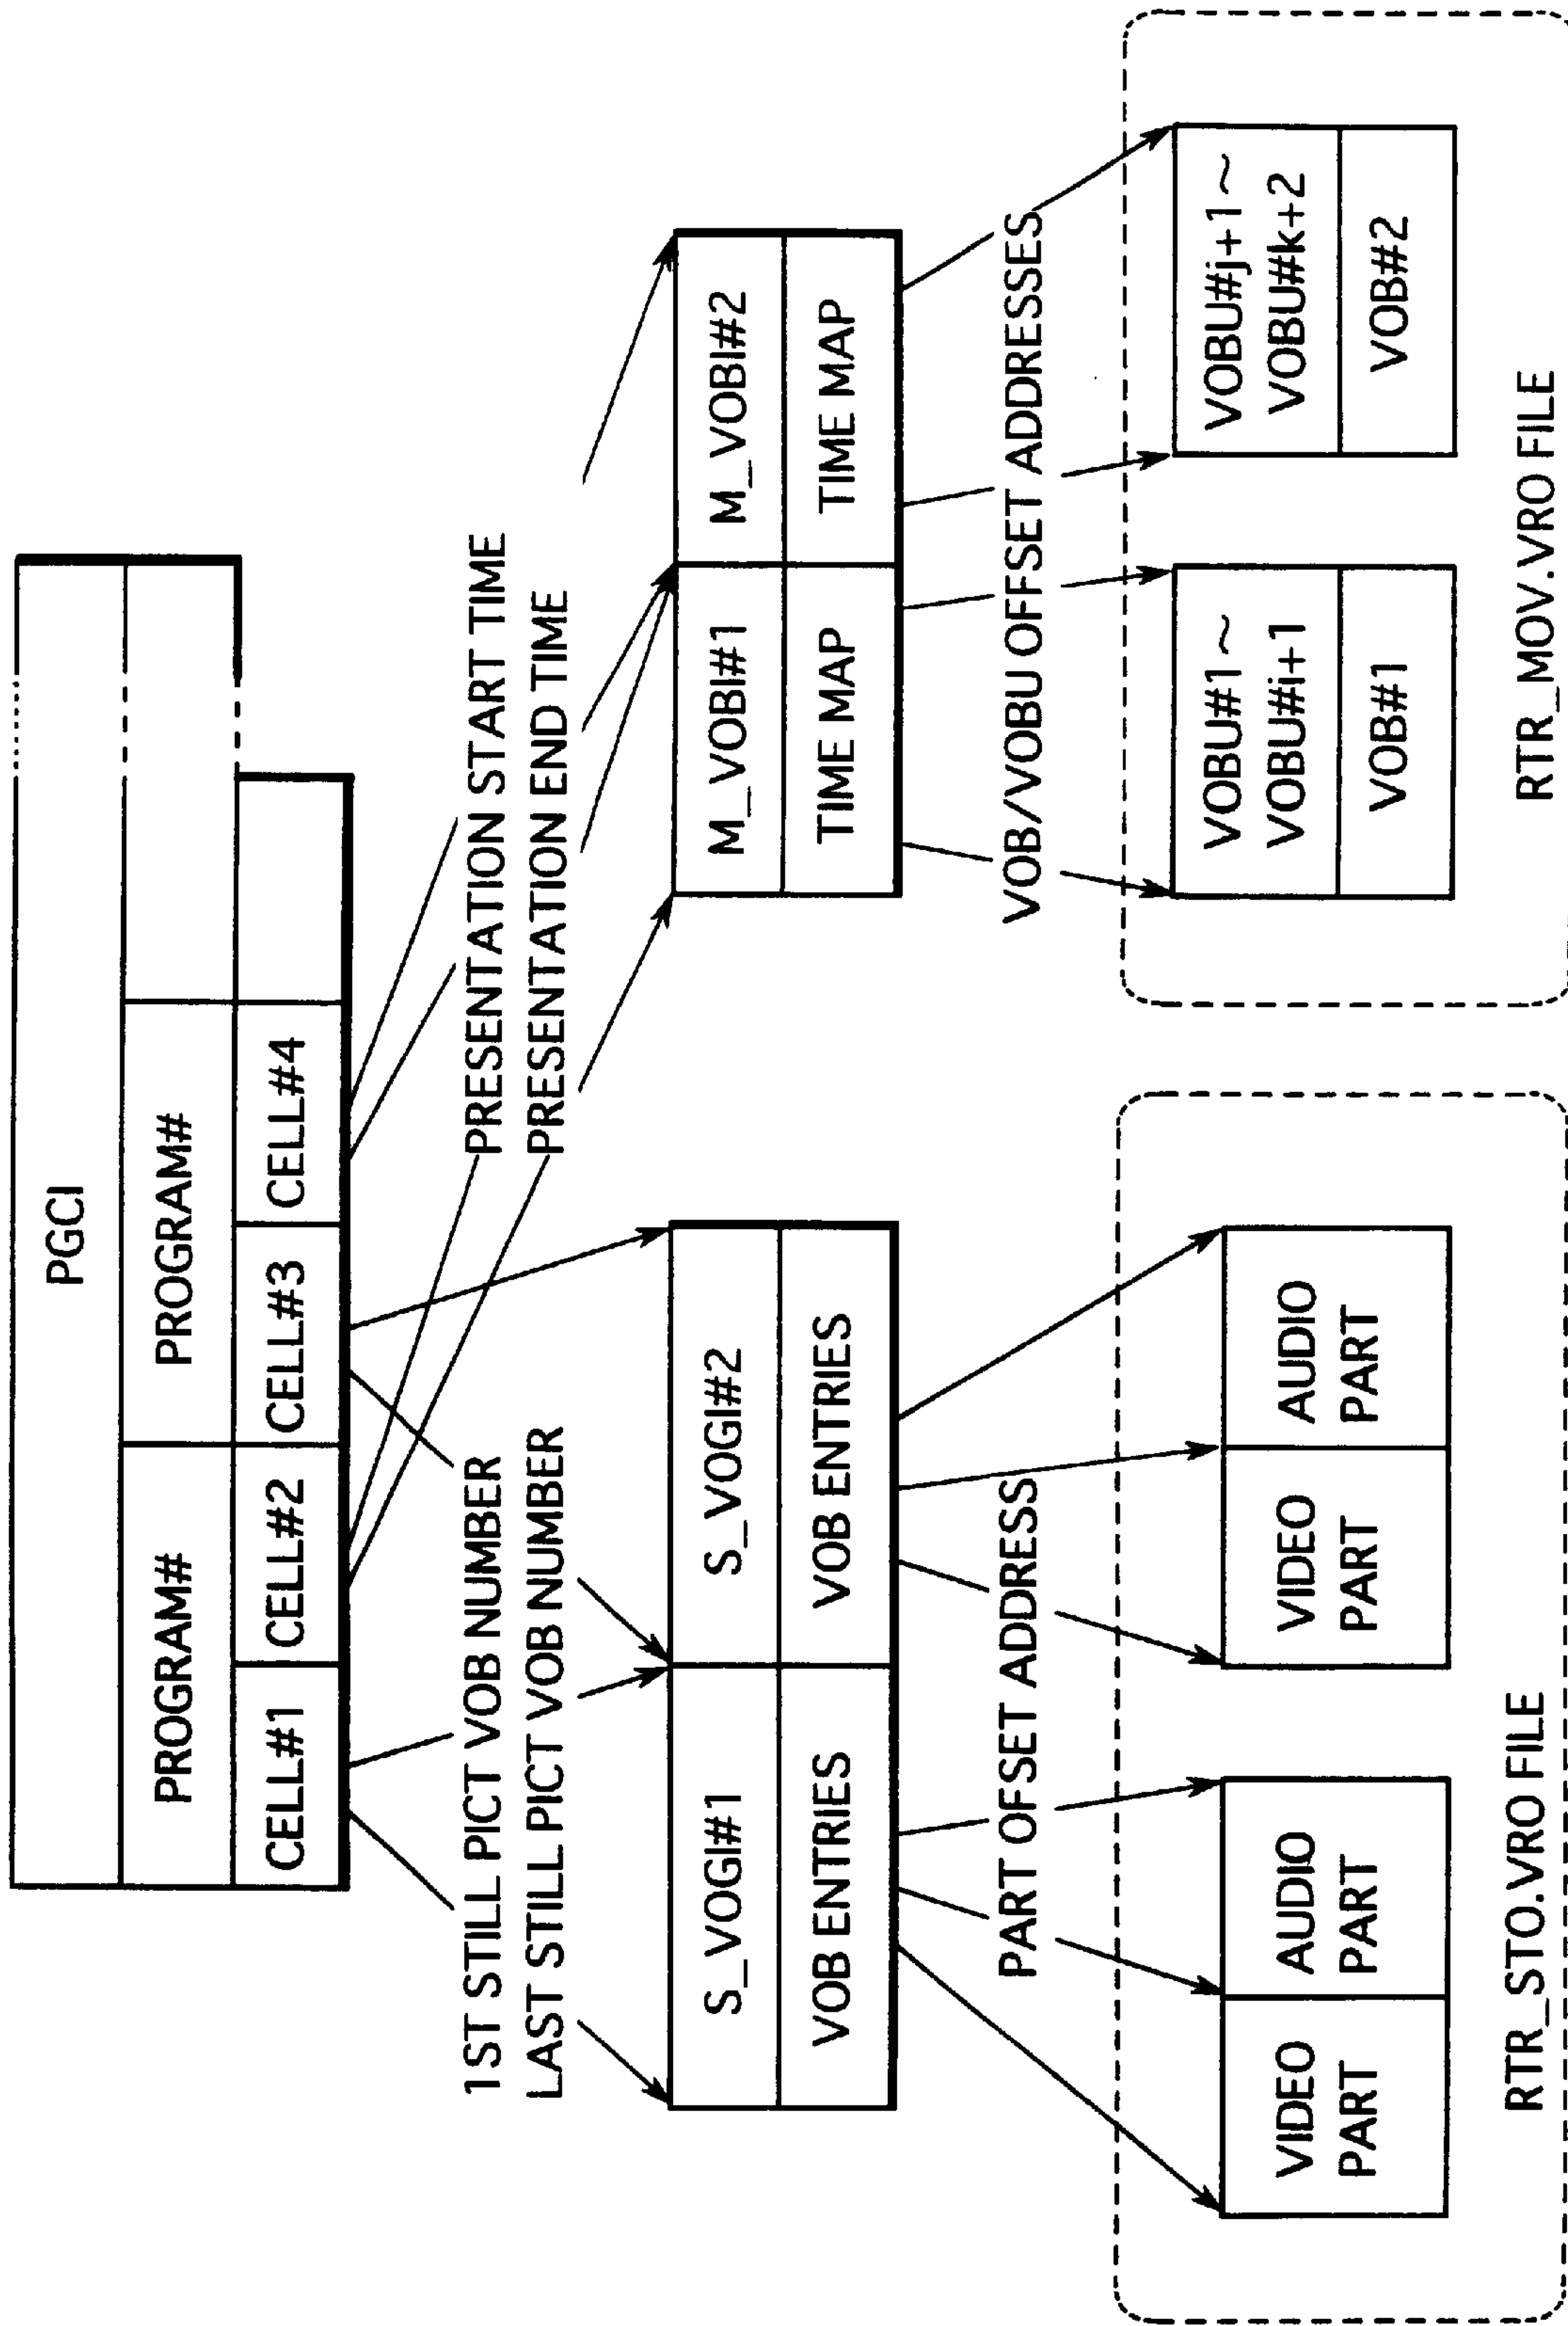 PGCI
PROGRAM#
PROGRAM#
CELL#1
CELL#2
CELL#3
CELL#4
1ST STILL PICT VOB NUMBER
LAST STILL PICT VOB NUMBER
PRESENTATION START TIME
PRESENTATION END TIME
S_VOGI#1
S_VOGI#2
VOB ENTRIES
VOB ENTRIES
M_VOBI#1
M_VOBI#2
TIME MAP
TIME MAP
PART OFFSET ADDRESS
VOB/VOBU OFFSET ADDRESSES
VIDEO
PART
AUDIO
PART
VIDEO
PART
AUDIO
PART
RTR_STO.VRO FILE
VOBU#1~
VOBU#i+1
VOB#1
VOBU#j+1~
VOBU#k+2
VOB#2
RTR_MOV.VRO FILE